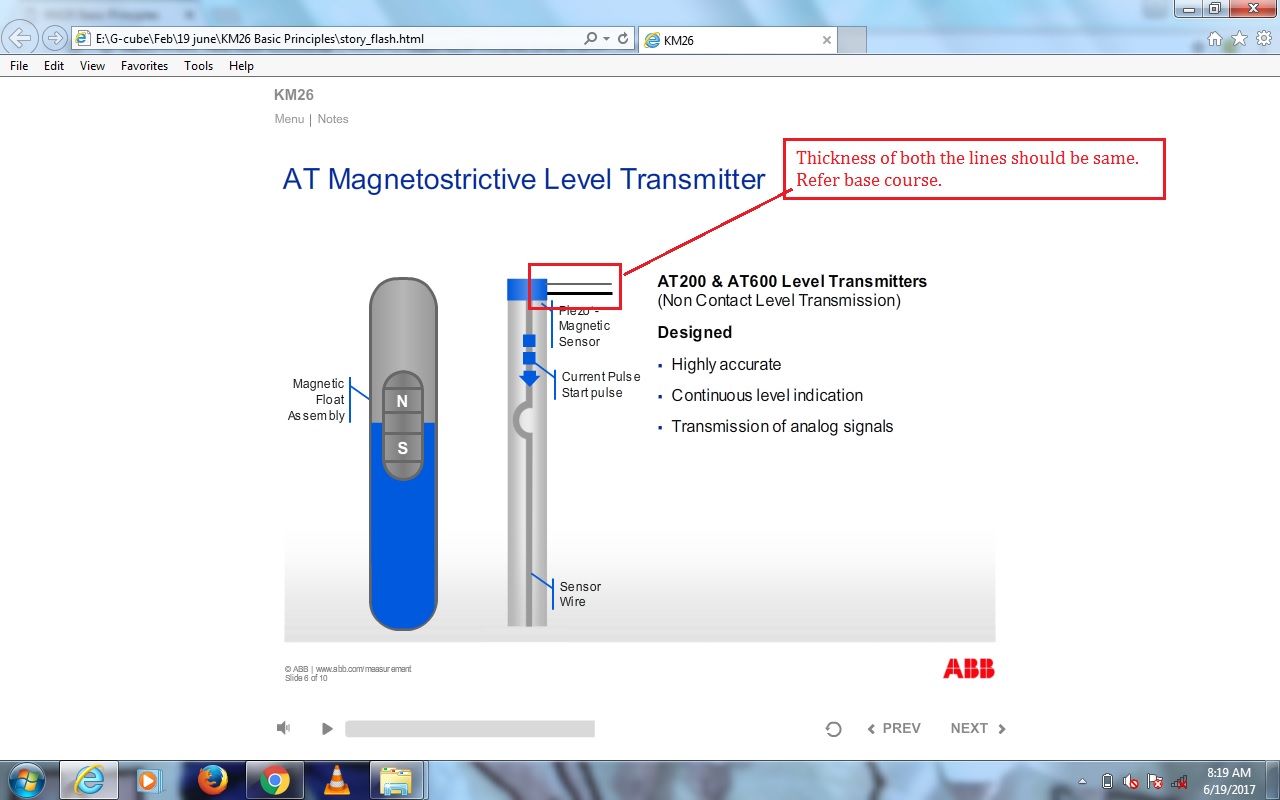 E:\G-cube\Feb\19 june\KM26 Basic Principles\story_flash.html
KM26
File Edit View Favorites Tools Help
KM26
Menu | Notes
Thickness of both the lines should be same.
Refer base course.
AT Magnetostrictive Level Transmitter
AT200 & AT600 Level Transmitters
(Non Contact Level Transmission)
Designed
▪ Highly accurate
▪ Continuous level indication
▪ Transmission of analog signals
Piezo -
Magnetic
Sensor
Current Pulse
Start pulse
Magnetic
Float
Assembly
N
S
Sensor
Wire
© ABB | www.abb.com/measurement
Slide 6 of 10
ABB
PREV
NEXT
8:19 AM
6/19/2017